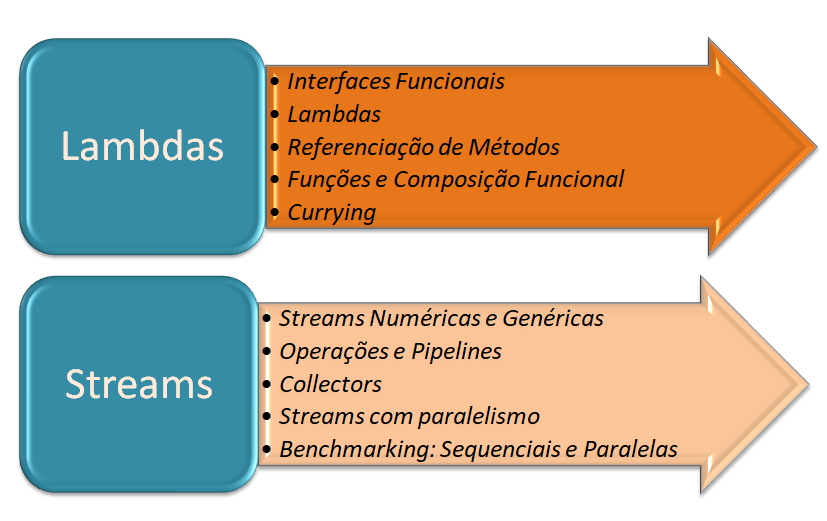 Lambdas
• Interfaces Funcionais
• Lambdas
• Referenciação de Métodos
• Funções e Composição Funcional
• Currying
Streams
• Streams Numéricas e Genéricas
• Operações e Pipelines
• Collectors
• Streams com paralelismo
• Benchmarking: Sequenciais e Paralelas